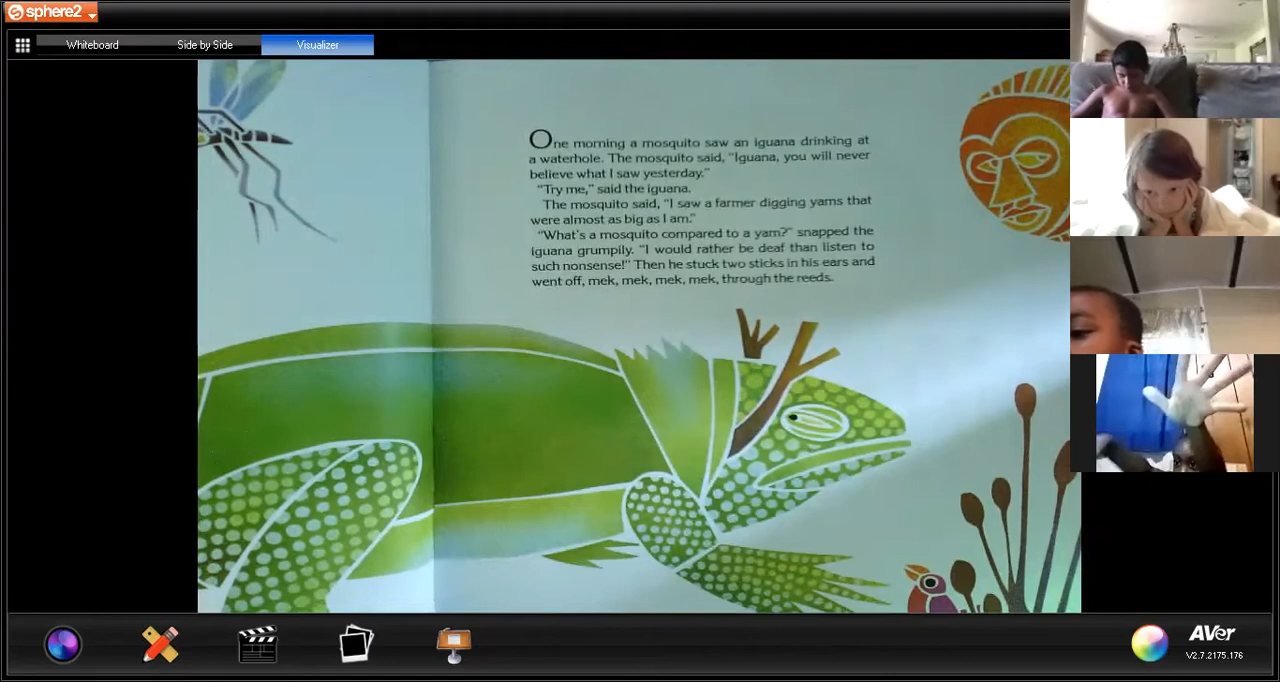 sphere2
Whiteboard
Side by Side
Visualizer
One morning a mosquito saw an iguana drinking at
a waterhole. The mosquito said, "Iguana, you will never
believe what I saw yesterday."
"Try me," said the iguana.
The mosquito said, "I saw a farmer digging yams that
were almost as big as I am."
"What's a mosquito compared to a yam?" snapped the
iguana grumpily. "I would rather be deaf than listen to
such nonsense!" Then he stuck two sticks in his ears and
went off, mek, mek, mek, mek, through the reeds.
AVer
V2.7.2175.176